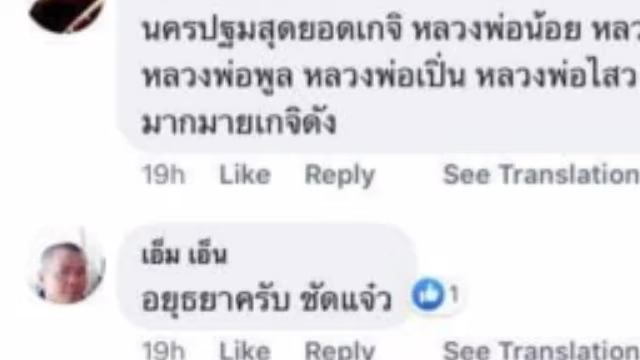 นครปฐมสุดยอดเกจิ หลวงพ่อน้อย หลว
หลวงพ่อพูล หลวงพ่อเปิ่น หลวงพ่อไสว
มากมายเกจิดัง
19h Like Reply See Translation
เอ็ม เอ็น
อยุธยาครับ ชัดแจ๋ว 1
19h Like Reply See Translation